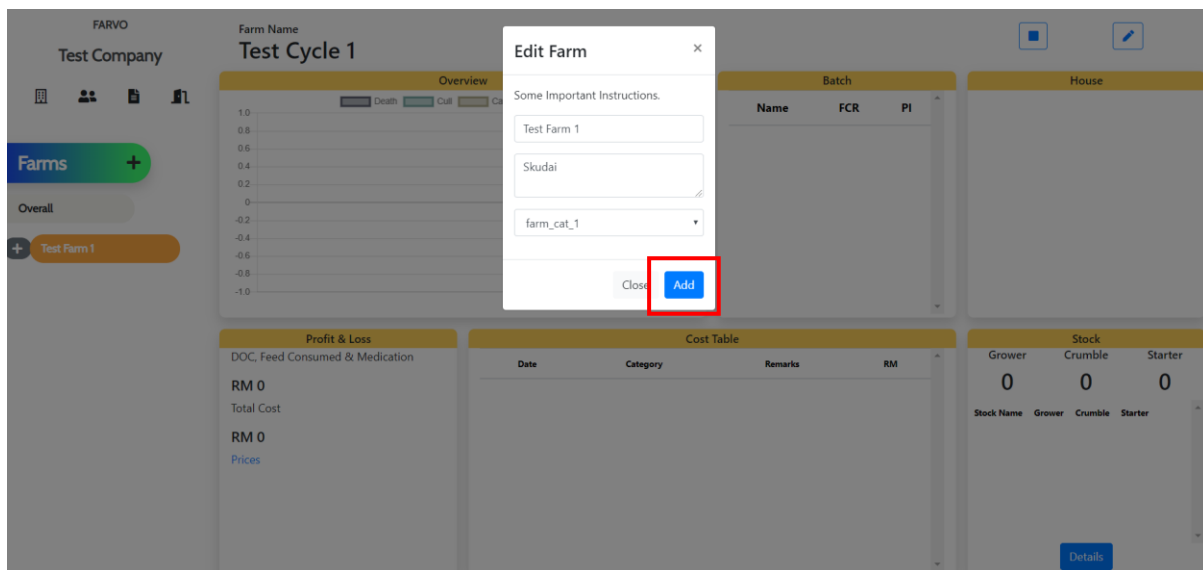 FARVO
Test Company
Farms +
Overall
+ Test Farm 1
Farm Name
Test Cycle 1
Overview
Death Cull Ca
1.0
0.8
0.6
0.4
0.2
0
-0.2
-0.4
-0.6
-0.8
-1.0
Edit Farm ×
Some Important Instructions.
Test Farm 1
Skudai
farm_cat_1
Close Add
Batch
Name FCR PI
House
Profit & Loss
DOC, Feed Consumed & Medication
RM 0
Total Cost
RM 0
Prices
Cost Table
Date Category Remarks RM
Stock
Grower Crumble Starter
0 0 0
Stock Name Grower Crumble Starter
Details